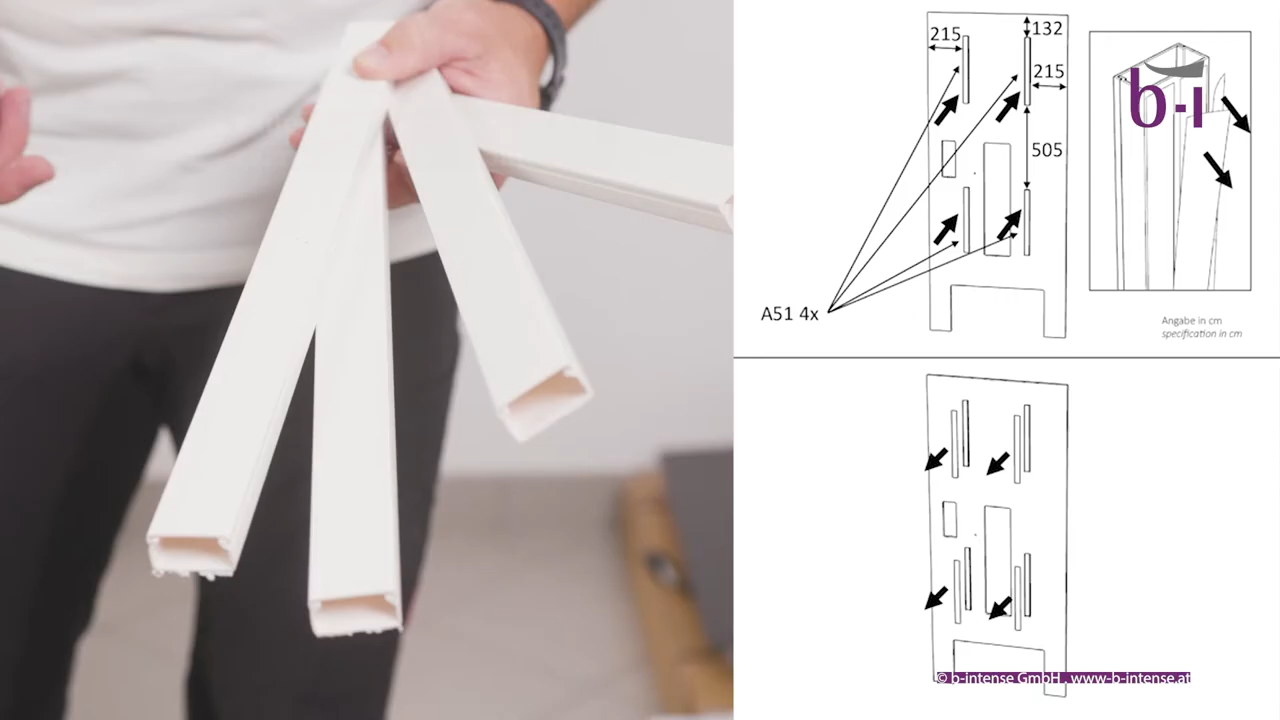 215
132
215
505
A51 4x
b-i
Angabe in cm
specification in cm
© b-intense GmbH, www-b-intense.at